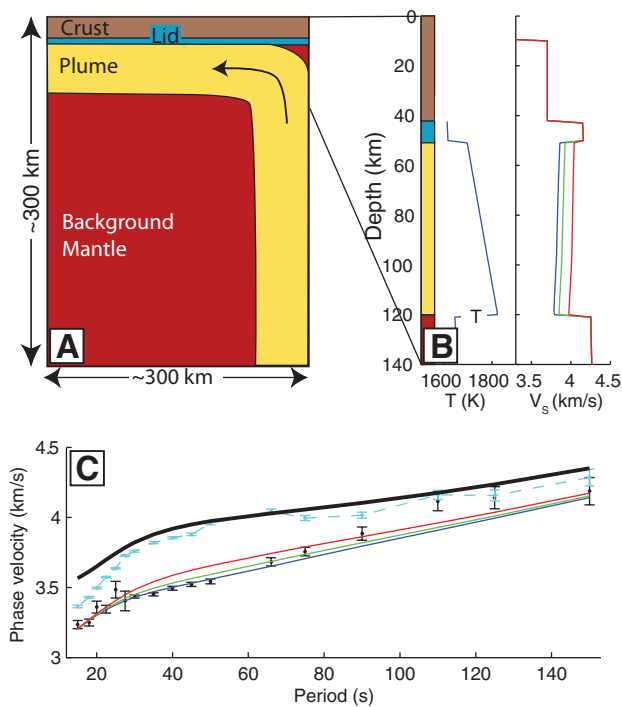 Crust
Lid
Plume
Background
Mantle
~300 km
A
~300 km
0
20
40
60
80
100
120
140
Depth (km)
T
B
1600 1800
T (K)
3.5 4 4.5
Vs (km/s)
C
4.5
4
3.5
3
Phase velocity (km/s)
20 40 60 80 100 120 140
Period (s)